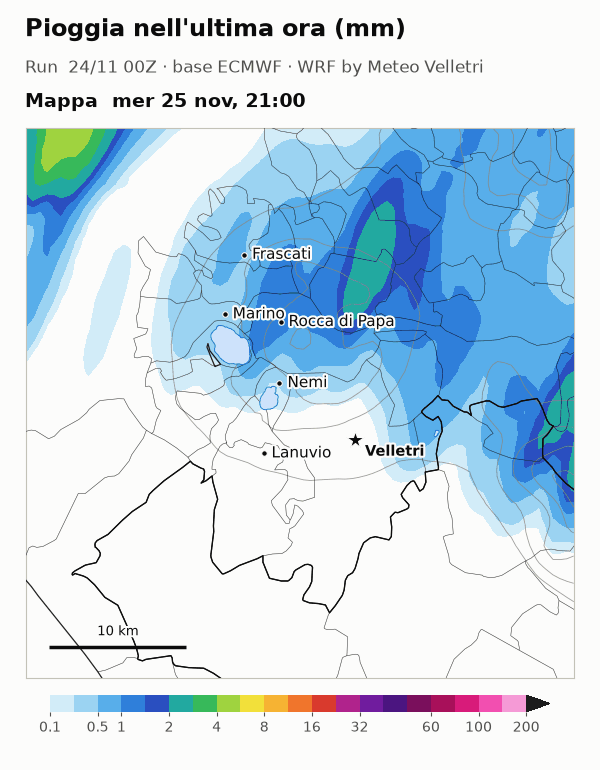 Pioggia nell'ultima ora (mm)
Run 24/11 00Z · base ECMWF · WRF by Meteo Velletri
Mappa mer 25 nov, 21:00
Frascati
Marino
Rocca di Papa
Nemi
Velletri
Lanuvio
10 km
0.1 0.5 1 2 4 8 16 32 60 100 200